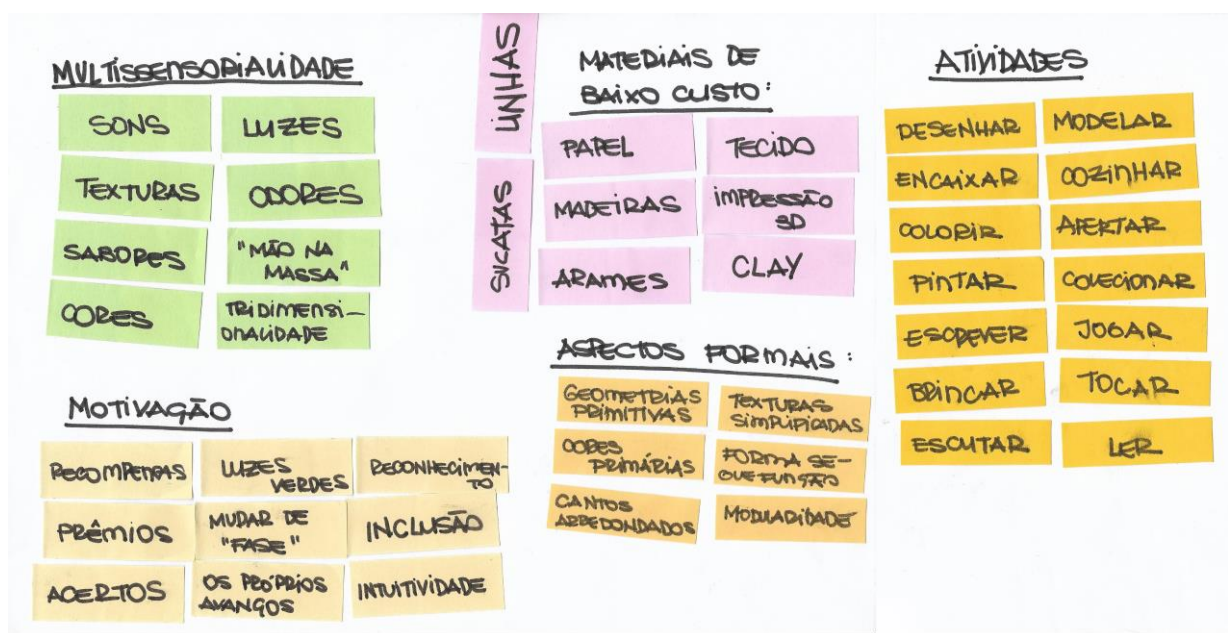 MULTISSENSORIALIDADE
SONS
LUZES
TEXTURAS
ODORES
SABORES
"MÃO NA
MASSA"
CORES
TRIDIMENSI-
ONALIDADE
MOTIVAÇÃO
RECOMPENSAS
LUZES
VERDES
RECONHECIMEN-
TO
PRÊMIOS
MUDAR DE
"FASE"
INCLUSÃO
ACERTOS
OS PRÓPRIOS
AVANÇOS
INTUITIVIDADE
LINHAS
SUCATAS
MATERIAIS DE
BAIXO CUSTO:
PAPEL
TECIDO
MADEIRAS
IMPRESSÃO
3D
ARAMES
CLAY
ASPECTOS FORMAIS:
GEOMETRIAS
PRIMITIVAS
TEXTURAS
SIMPLIFICADAS
CORES
PRIMÁRIAS
FORMA SE-
GUE FUNÇÃO
CANTOS
ARREDONDADOS
MODULARIDADE
ATIVIDADES
DESENHAR
MODELAR
ENCAIXAR
COZINHAR
COLORIR
APERTAR
PINTAR
COLECIONAR
ESCREVER
JOGAR
BRINCAR
TOCAR
ESCUTAR
LER